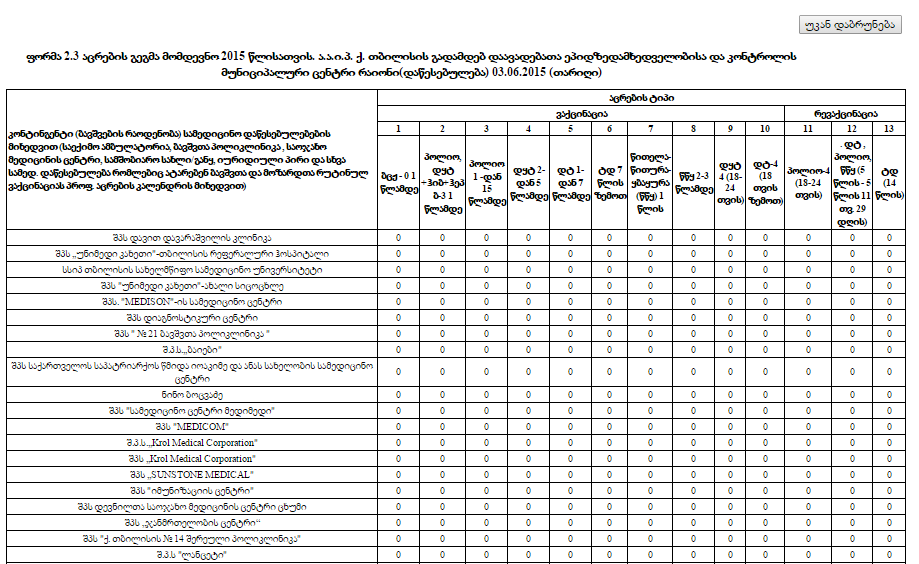 უკან დაბრუნება
ფორმა 2.3 აცრების გეგმა მომდევნო 2015 წლისათვის. ა.ა.ი.პ. ქ. თბილისის გადამდებ დაავადებათა ეპიდზედამხედველობისა და კონტროლის
მუნიციპალური ცენტრი რაიონი(დაწესებულება) 03.06.2015 (თარიღი)
კონტინგენტი (ბავშვების რაოდენობა) სამედიცინო დაწესებულებების
მიხედვით (საექიმო ამბულატორია, ბავშვთა პოლიკლინიკა , საოჯახო
მედიცინის ცენტრი, სამშობიარო სახლი/განყ, იურიდიული პირი და სხვა
სამედ. დაწესებულება რომლებიც ატარებენ ბავშვთა და მოზარდთა რუტინულ
ვაქცინაციას პროფ. აცრების კალენდრის მიხედვით)
აცრების ტიპი
ვაქცინაცია რევაქცინაცია
1 2 3 4 5 6 7 8 9 10 11 12 13
ბცჟ - 0 1
წლამდე
პოლიო,
დყტ
+ჰიბ+ჰეპ
ბ-3 1
წლამდე
პოლიო
1 -დან
15
წლამდე
დყტ 2-
დან 5
წლამდე
დტ 1-
დან 7
წლამდე
ტდ 7
წლის
ზემოთ
წითელა-
წითურა-
ყბაყურა
(წწყ) 1
წლის
წწყ 2-3
წლამდე
დყტ
4 (18-
24
თვის)
დტ-4
(18
თვის
ზემოთ)
პოლიო-4
(18-24
თვის)
. დტ ,
პოლიო,
წწყ (5
წლის - 5
წლის 11
თვ. 29
დღის)
ტდ
(14
წლის)
შპს დავით დავარაშვილის კლინიკა 0 0 0 0 0 0 0 0 0 0 0 0 0
შპს „უნიმედი კახეთი"-თბილისის რეფერალური ჰოსპიტალი 0 0 0 0 0 0 0 0 0 0 0 0 0
სსიპ თბილისის სახელმწიფო სამედიცინო უნივერსიტეტი 0 0 0 0 0 0 0 0 0 0 0 0 0
შპს "უნიმედი კახეთი"-ახალი სიცოცხლე 0 0 0 0 0 0 0 0 0 0 0 0 0
შპს. "MEDISON"-ის სამედიცინო ცენტრი 0 0 0 0 0 0 0 0 0 0 0 0 0
შპს დიაგნოსტიკური ცენტრი 0 0 0 0 0 0 0 0 0 0 0 0 0
შპს " № 21 ბავშვთა პოლიკლინიკა " 0 0 0 0 0 0 0 0 0 0 0 0 0
შ.პ.ს.„ბაიები" 0 0 0 0 0 0 0 0 0 0 0 0 0
შპს საქართველოს საპატრიარქოს წმიდა იოაკიმე და ანას სახელობის სამედიცინო
ცენტრი 0 0 0 0 0 0 0 0 0 0 0 0 0
ნინო ბოცვაძე 0 0 0 0 0 0 0 0 0 0 0 0 0
შპს "სამედიცინო ცენტრი მედიმედი" 0 0 0 0 0 0 0 0 0 0 0 0 0
შპს "MEDICOM" 0 0 0 0 0 0 0 0 0 0 0 0 0
შ.პ.ს.„Krol Medical Corporation" 0 0 0 0 0 0 0 0 0 0 0 0 0
შპს „Krol Medical Corporation" 0 0 0 0 0 0 0 0 0 0 0 0 0
შპს „SUNSTONE MEDICAL" 0 0 0 0 0 0 0 0 0 0 0 0 0
შპს "იმუნიზაციის ცენტრი" 0 0 0 0 0 0 0 0 0 0 0 0 0
შპს დევნილთა საოჯახო მედიცინის ცენტრი ცხუმი 0 0 0 0 0 0 0 0 0 0 0 0 0
შპს „ჯანმრთელობის ცენტრი“ 0 0 0 0 0 0 0 0 0 0 0 0 0
შპს "ქ. თბილისის № 14 შერეული პოლიკლინიკა" 0 0 0 0 0 0 0 0 0 0 0 0 0
შ.პ.ს "ლანცეტი" 0 0 0 0 0 0 0 0 0 0 0 0 0